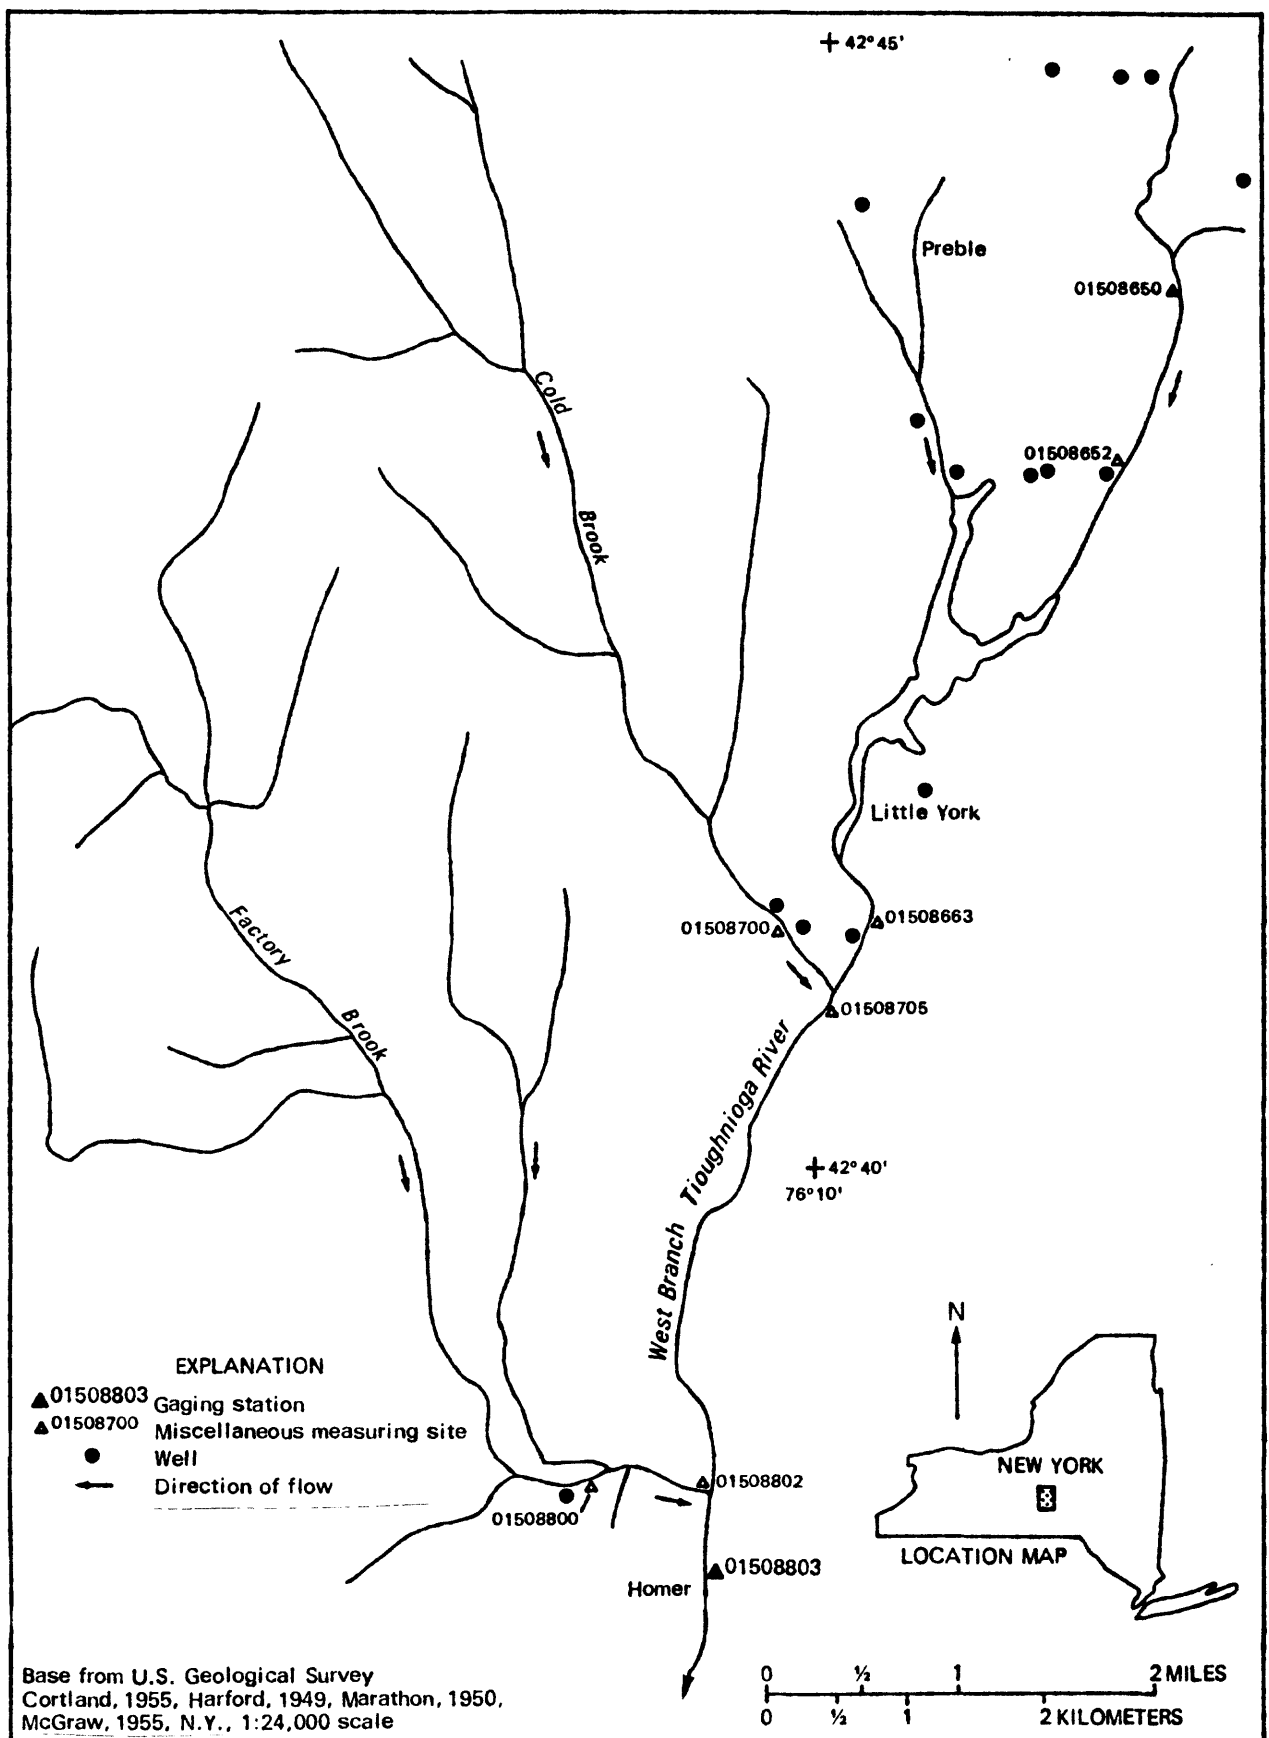 42°45'
Preble
01508650
Cold
01508652
Brook
Little York
Factory
01508700
01508663
01508705
Brook
West Branch Tioughnioga River
42°40'
76°10'
N
EXPLANATION
01508803 Gaging station
01508700 Miscellaneous measuring site
Well
Direction of flow
NEW YORK
LOCATION MAP
01508802
01508800
01508803
Homer
Base from U.S. Geological Survey
Cortland, 1955, Harford, 1949, Marathon, 1950,
McGraw, 1955, N.Y., 1:24,000 scale
0 ½ 1 2 MILES
0 ½ 1 2 KILOMETERS